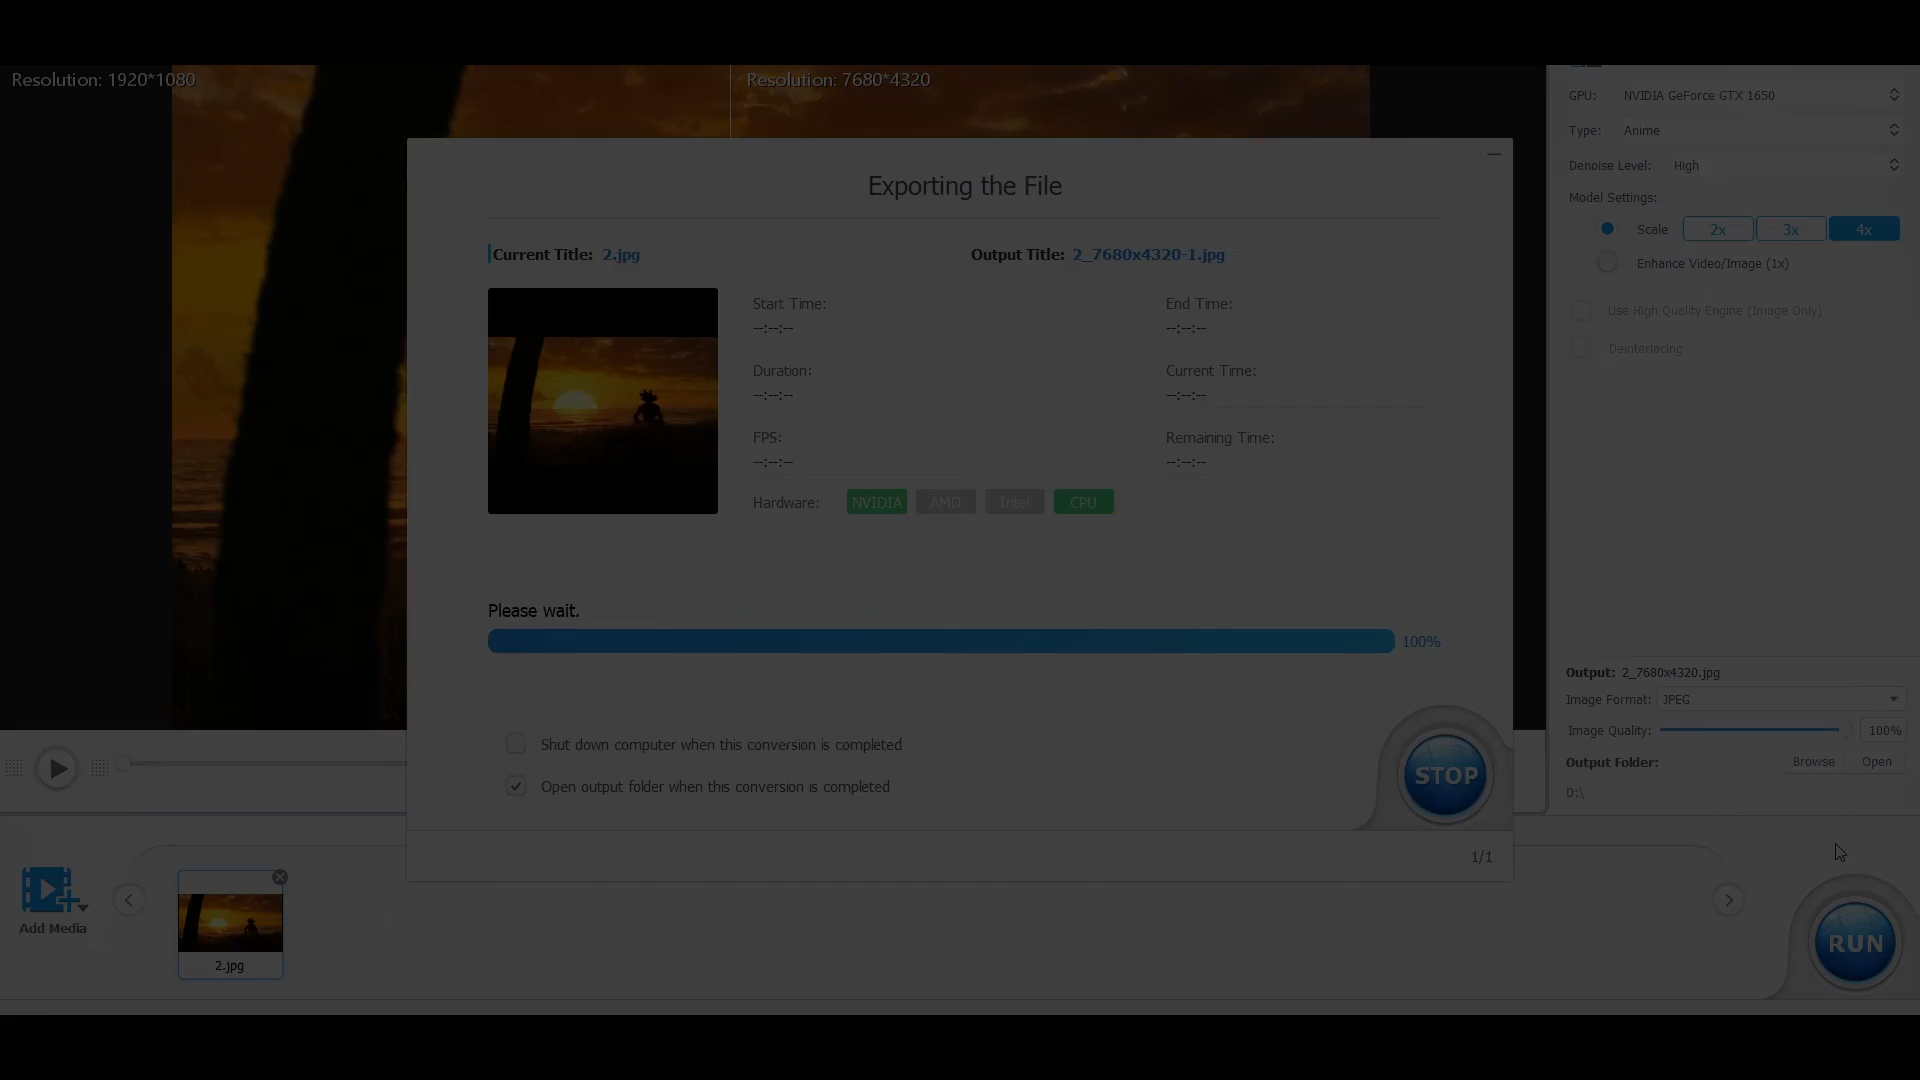 Resolution: 1920*1080
Resolution: 7680*4320
GPU: NVIDIA GeForce GTX 1650
Type: Anime
Denoise Level: High
Model Settings:
Scale 2x 3x 4x
Enhance Video/Image (1x)
Use High Quality Engine (Image Only)
Deinterlacing
Exporting the File
Current Title: 2.jpg
Output Title: 2_7680x4320-1.jpg
Start Time:
--:--:--
End Time:
--:--:--
Duration:
--:--:--
Current Time:
--:--:--
FPS:
--:--:--
Remaining Time:
--:--:--
Hardware: NVIDIA AMD Intel CPU
Please wait.
100%
Shut down computer when this conversion is completed
Open output folder when this conversion is completed
STOP
1/1
Output: 2_7680x4320.jpg
Image Format: JPEG
Image Quality: 100%
Output Folder: Browse Open
D:\
Add Media
2.jpg
RUN